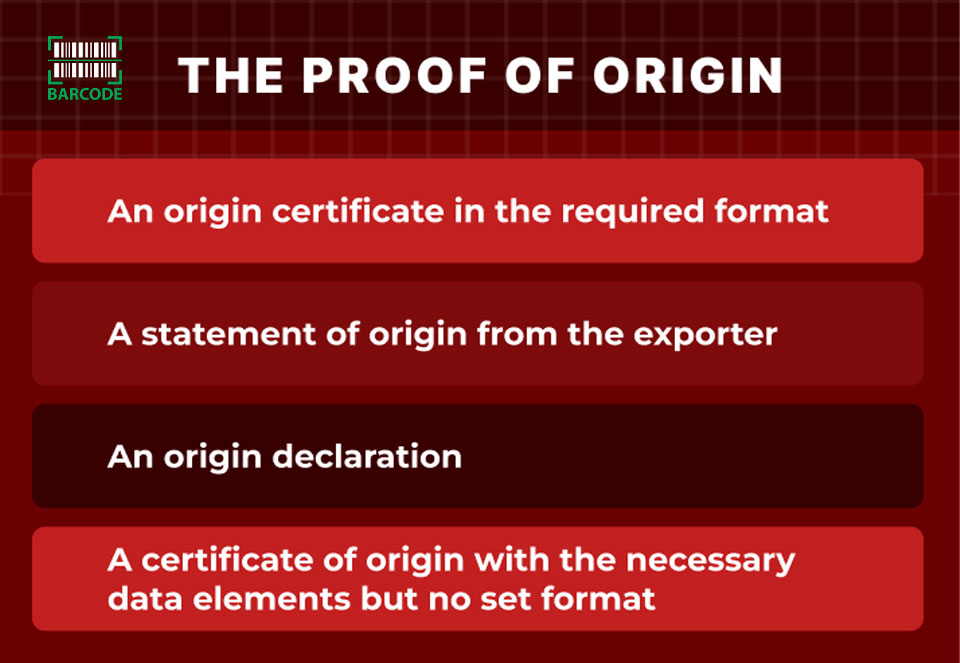 BARCODE
THE PROOF OF ORIGIN
An origin certificate in the required format
A statement of origin from the exporter
An origin declaration
A certificate of origin with the necessary
data elements but no set format